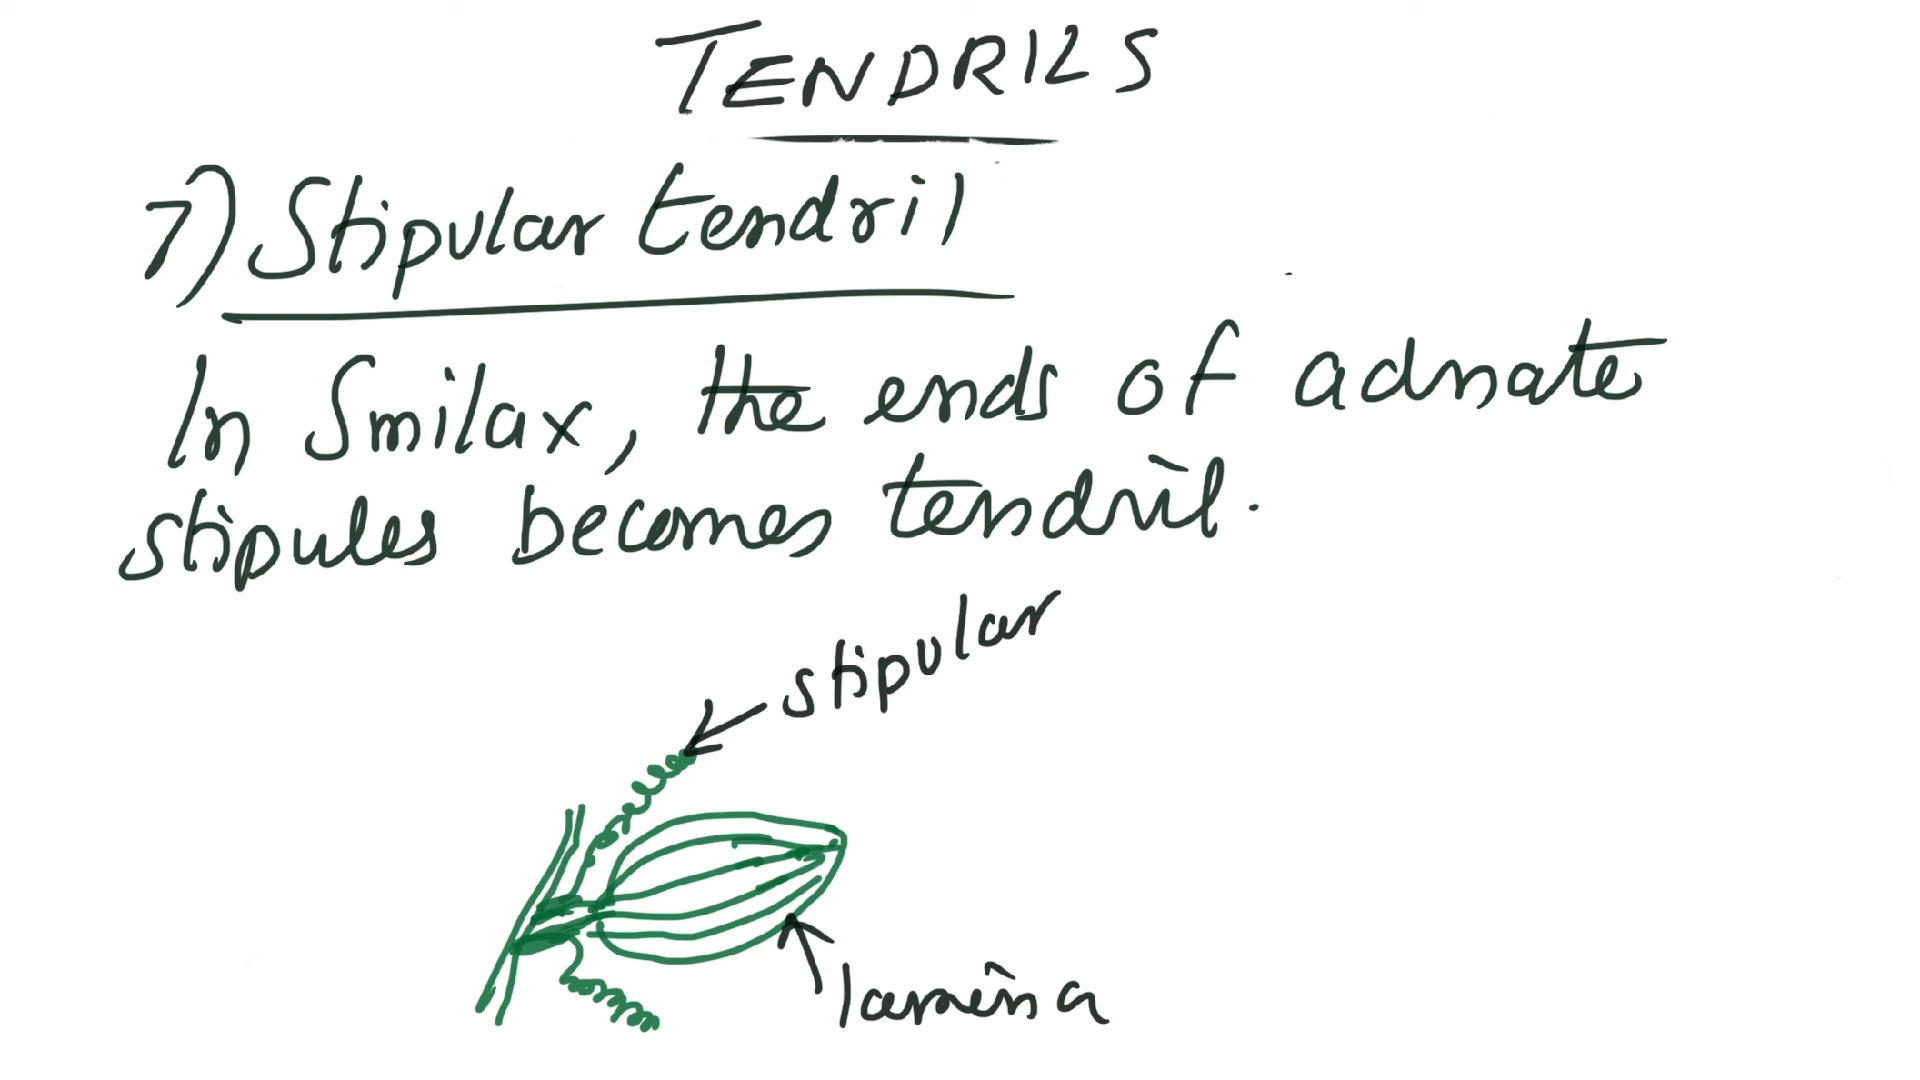 TENDRILS
7) Stipular tendril
In Smilax, the ends of adnate
stipules becomes tendril.
stipular
lamina